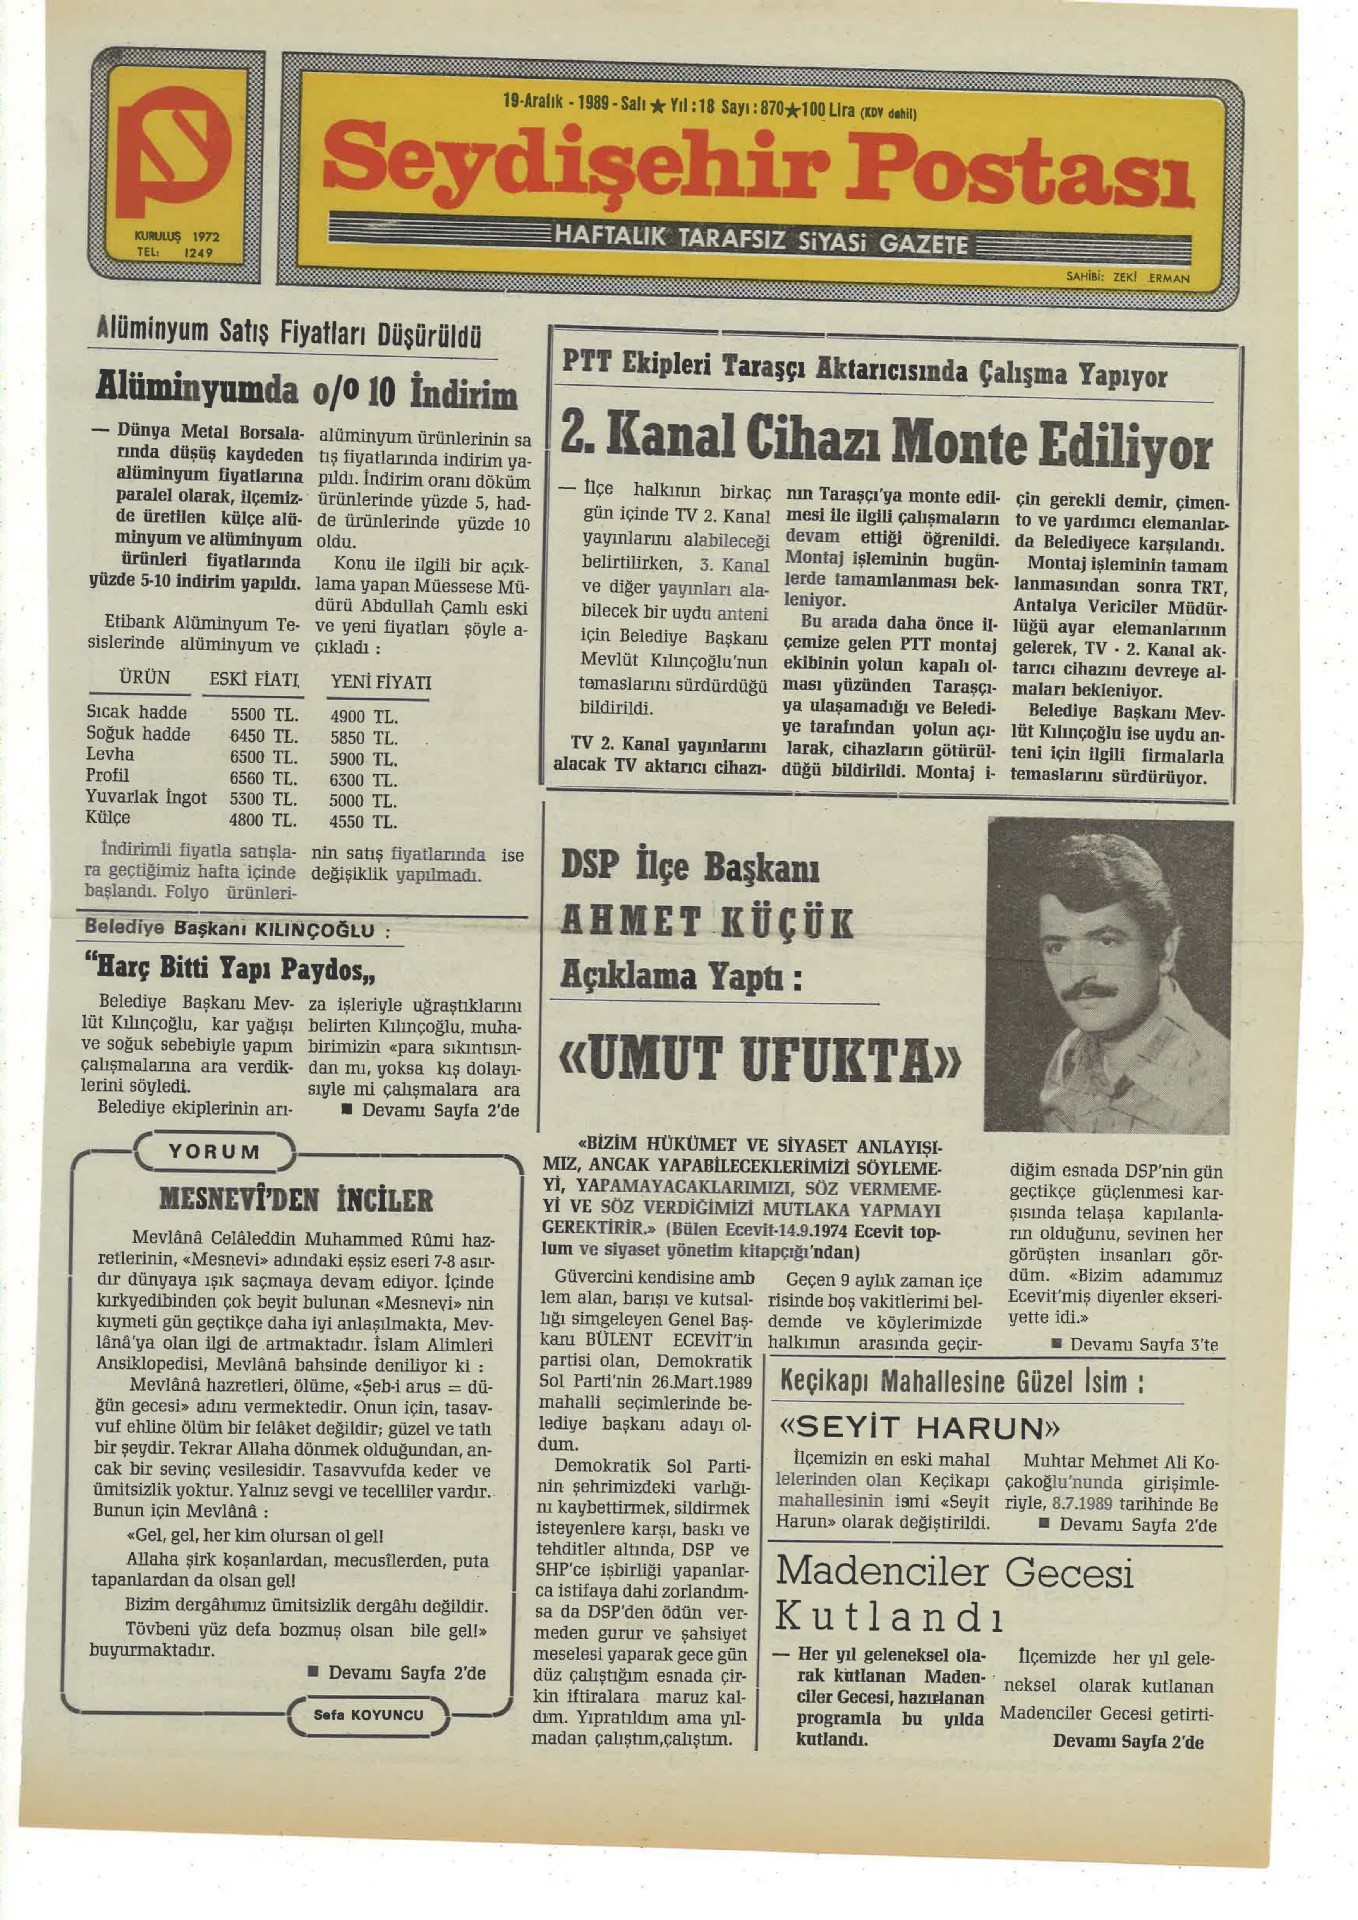 19-Aralık - 1989 - Salı ★ Yıl : 18 Sayı : 870 ★ 100 Lira (KDV dahil)
Seydişehir Postası
HAFTALIK TARAFSIZ SİYASİ GAZETE
SAHİBİ: ZEKİ ERMAN
KURULUŞ 1972
TEL: 1249
Alüminyum Satış Fiyatları Düşürüldü
Alüminyumda o/o 10 İndirim
— Dünya Metal Borsala-
rında düşüş kaydeden
alüminyum fiyatlarına
paralel olarak, ilçemiz-
de üretilen külçe alü-
minyum ve alüminyum
ürünleri fiyatlarında
yüzde 5-10 indirim yapıldı.
Etibank Alüminyum Te-
sislerinde alüminyum ve
alüminyum ürünlerinin sa
tış fiyatlarında indirim ya-
pıldı. İndirim oranı döküm
ürünlerinde yüzde 5, had-
de ürünlerinde yüzde 10
oldu.
Konu ile ilgili bir açık-
lama yapan Müessese Mü-
dürü Abdullah Çamlı eski
ve yeni fiyatları şöyle a-
çıkladı :
ÜRÜN ESKİ FİATI YENİ FİYATI
Sıcak hadde 5500 TL. 4900 TL.
Soğuk hadde 6450 TL. 5850 TL.
Levha 6500 TL. 5900 TL.
Profil 6560 TL. 6300 TL.
Yuvarlak İngot 5300 TL. 5000 TL.
Külçe 4800 TL. 4550 TL.
İndirimli fiyatla satışla-
ra geçtiğimiz hafta içinde
başlandı. Folyo ürünleri-
nin satış fiyatlarında ise
değişiklik yapılmadı.
PTT Ekipleri Taraşçı Aktarıcısında Çalışma Yapıyor
2. Kanal Cihazı Monte Ediliyor
— İlçe halkının birkaç
gün içinde TV 2. Kanal
yayınlarını alabileceği
belirtilirken, 3. Kanal
ve diğer yayınları ala-
bilecek bir uydu anteni
için Belediye Başkanı
Mevlüt Kılınçoğlu'nun
temaslarını sürdürdüğü
bildirildi.
TV 2. Kanal yayınlarını
alacak TV aktarıcı cihazı-
nın Taraşçı'ya monte edil-
mesi ile ilgili çalışmaların
devam ettiği öğrenildi.
Montaj işleminin bugün-
lerde tamamlanması bek-
leniyor.
Bu arada daha önce il-
çemize gelen PTT montaj
ekibinin yolun kapalı ol-
ması yüzünden Taraşçı-
ya ulaşamadığı ve Beledi-
ye tarafından yolun açı-
larak, cihazların götürül-
düğü bildirildi. Montaj i-
çin gerekli demir, çimen-
to ve yardımcı elemanlar-
da Belediyece karşılandı.
Montaj işleminin tamam
lanmasından sonra TRT,
Antalya Vericiler Müdür-
lüğü ayar elemanlarının
gelerek, TV - 2. Kanal ak-
tarıcı cihazını devreye al-
maları bekleniyor.
Belediye Başkanı Mev-
lüt Kılınçoğlu ise uydu an-
teni için ilgili firmalarla
temaslarını sürdürüyor.
Belediye Başkanı KILINÇOĞLU :
“Harç Bitti Yapı Paydos„
Belediye Başkanı Mev-
lüt Kılınçoğlu, kar yağışı
ve soğuk sebebiyle yapım
çalışmalarına ara verdik-
lerini söyledi.
Belediye ekiplerinin arı-
za işleriyle uğraştıklarını
belirten Kılınçoğlu, muha-
birimizin «para sıkıntısın-
dan mı, yoksa kış dolayı-
sıyle mi çalışmalara ara
■ Devamı Sayfa 2'de
YORUM
MESNEVÎ'DEN İNCİLER
Mevlânâ Celâleddin Muhammed Rûmi haz-
retlerinin, «Mesnevi» adındaki eşsiz eseri 7-8 asır-
dır dünyaya ışık saçmaya devam ediyor. İçinde
kırkyedibinden çok beyit bulunan «Mesnevi» nin
kıymeti gün geçtikçe daha iyi anlaşılmakta, Mev-
lânâ'ya olan ilgi de artmaktadır. İslam Alimleri
Ansiklopedisi, Mevlânâ bahsinde deniliyor ki :
Mevlânâ hazretleri, ölüme, «Şeb-i arus = dü-
ğün gecesi» adını vermektedir. Onun için, tasav-
vuf ehline ölüm bir felâket değildir; güzel ve tatlı
bir şeydir. Tekrar Allaha dönmek olduğundan, an-
cak bir sevinç vesilesidir. Tasavvufda keder ve
ümitsizlik yoktur. Yalnız sevgi ve tecelliler vardır.
Bunun için Mevlânâ :
«Gel, gel, her kim olursan ol gel!
Allaha şirk koşanlardan, mecusîlerden, puta
tapanlardan da olsan gel!
Bizim dergâhımız ümitsizlik dergâhı değildir.
Tövbeni yüz defa bozmuş olsan bile gel!»
buyurmaktadır.
■ Devamı Sayfa 2'de
Sefa KOYUNCU
DSP İlçe Başkanı
AHMET KÜÇÜK
Açıklama Yaptı :
«UMUT UFUKTA»
«BİZİM HÜKÜMET VE SİYASET ANLAYIŞI-
MIZ, ANCAK YAPABİLECEKLERİMİZİ SÖYLEME-
Yİ, YAPAMAYACAKLARIMIZI, SÖZ VERMEME-
Yİ VE SÖZ VERDİĞİMİZİ MUTLAKA YAPMAYI
GEREKTİRİR.» (Bülen Ecevit-14.9.1974 Ecevit top-
lum ve siyaset yönetim kitapçığı'ndan)
Güvercini kendisine amb
lem alan, barışı ve kutsal-
lığı simgeleyen Genel Baş-
kanı BÜLENT ECEVİT'in
partisi olan, Demokratik
Sol Parti'nin 26.Mart.1989
mahalli seçimlerinde be-
lediye başkanı adayı ol-
dum.
Demokratik Sol Parti-
nin şehrimizdeki varlığı-
nı kaybettirmek, sildirmek
isteyenlere karşı, baskı ve
tehditler altında, DSP ve
SHP'ce işbirliği yapanlar-
ca istifaya dahi zorlandım-
sa da DSP'den ödün ver-
meden gurur ve şahsiyet
meselesi yaparak gece gün
düz çalıştığım esnada çir-
kin iftiralara maruz kal-
dım. Yıpratıldım ama yıl-
madan çalıştım,çalıştım.
Geçen 9 aylık zaman içe
risinde boş vakitlerimi bel-
demde ve köylerimizde
halkımın arasında geçir-
diğim esnada DSP'nin gün
geçtikçe güçlenmesi kar-
şısında telaşa kapılanla-
rın olduğunu, sevinen her
görüşten insanları gör-
düm. «Bizim adamımız
Ecevit'miş diyenler ekseri-
yette idi.»
■ Devamı Sayfa 3'te
Keçikapı Mahallesine Güzel İsim :
«SEYİT HARUN»
İlçemizin en eski mahal
lelerinden olan Keçikapı
mahallesinin ismi «Seyit
Harun» olarak değiştirildi.
Muhtar Mehmet Ali Ko-
çakoğlu'nunda girişimle-
riyle, 8.7.1989 tarihinde Be
■ Devamı Sayfa 2'de
Madenciler Gecesi
Kutlandı
— Her yıl geleneksel ola-
rak kutlanan Maden-
ciler Gecesi, hazırlanan
programla bu yılda
kutlandı.
İlçemizde her yıl gele-
neksel olarak kutlanan
Madenciler Gecesi getirti-
Devamı Sayfa 2'de